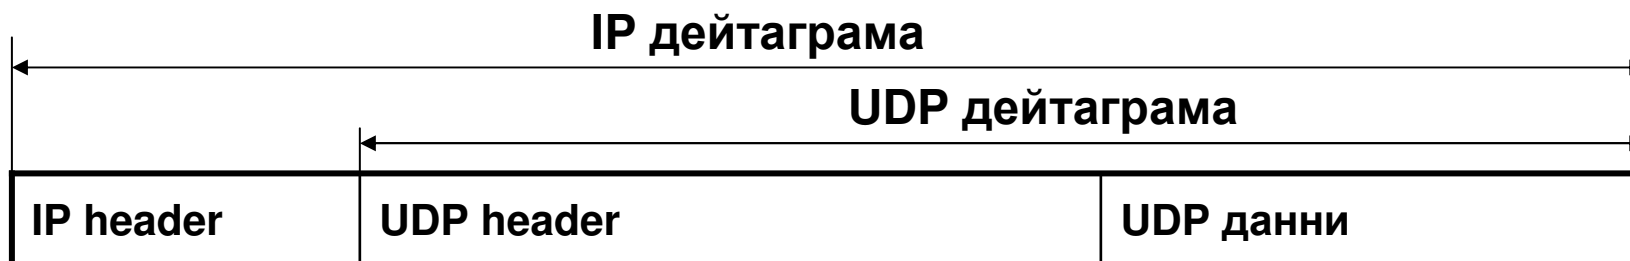 IP дейтаграма
UDP дейтаграма
IP header UDP header UDP данни